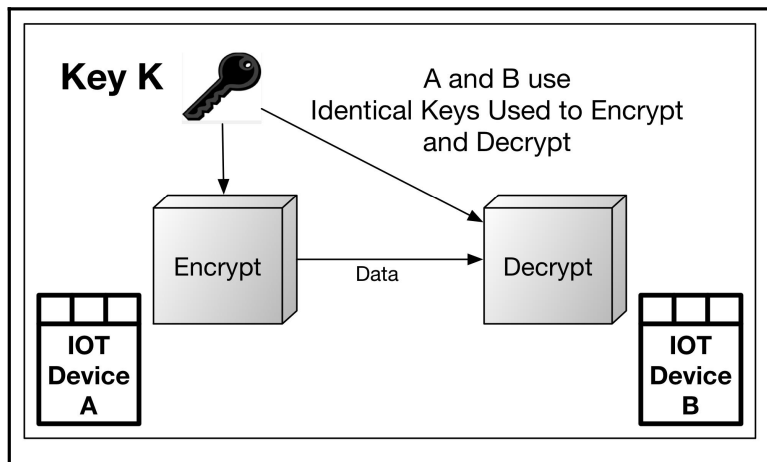 Key K
A and B use
Identical Keys Used to Encrypt
and Decrypt
Encrypt
Data
Decrypt
IOT
Device
A
IOT
Device
B